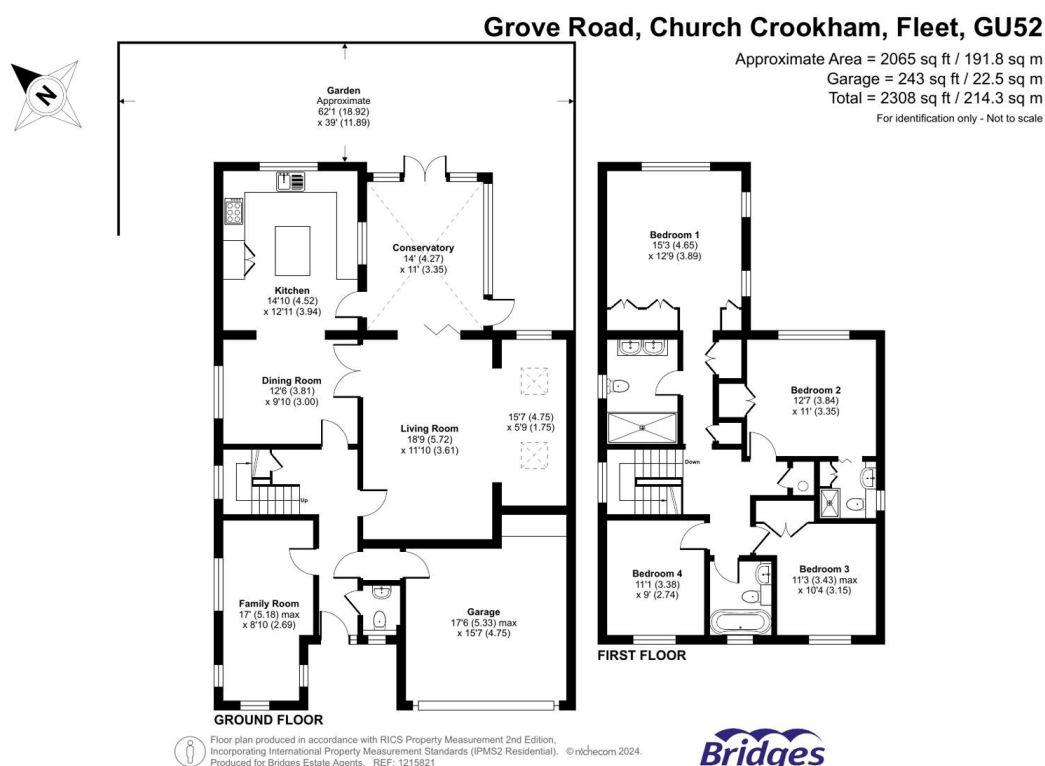 Grove Road, Church Crookham, Fleet, GU52
Approximate Area = 2065 sq ft / 191.8 sq m
Garage = 243 sq ft / 22.5 sq m
Total = 2308 sq ft / 214.3 sq m
For identification only - Not to scale
N
Garden
Approximate
62'1 (18.92)
x 39' (11.89)
Kitchen
14'10 (4.52)
x 12'11 (3.94)
Conservatory
14' (4.27)
x 11' (3.35)
Dining Room
12'6 (3.81)
x 9'10 (3.00)
Living Room
18'9 (5.72)
x 11'10 (3.61)
15'7 (4.75)
x 5'9 (1.75)
Up
Family Room
17' (5.18) max
x 8'10 (2.69)
Garage
17'6 (5.33) max
x 15'7 (4.75)
GROUND FLOOR
Bedroom 1
15'3 (4.65)
x 12'9 (3.89)
Bedroom 2
12'7 (3.84)
x 11' (3.35)
Down
Bedroom 4
11'1 (3.38)
x 9' (2.74)
Bedroom 3
11'3 (3.43) max
x 10'4 (3.15)
FIRST FLOOR
Floor plan produced in accordance with RICS Property Measurement 2nd Edition,
Incorporating International Property Measurement Standards (IPMS2 Residential). © nichecom 2024.
Produced for Bridges Estate Agents. REF: 1215821
Bridges